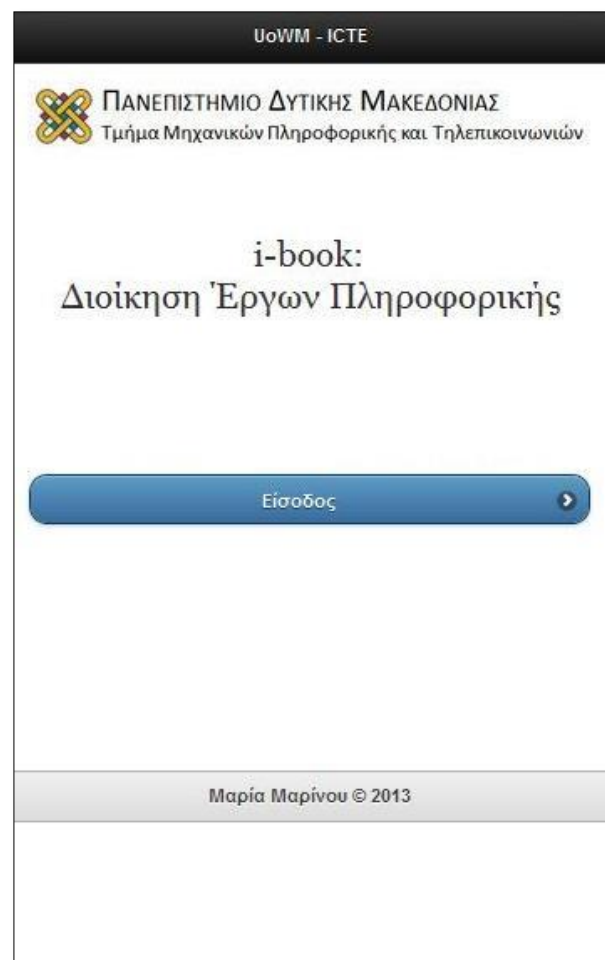 UoWM - ICTE
ΠΑΝΕΠΙΣΤΗΜΙΟ ΔΥΤΙΚΗΣ ΜΑΚΕΔΟΝΙΑΣ
Τμήμα Μηχανικών Πληροφορικής και Τηλεπικοινωνιών
i-book:
Διοίκηση Έργων Πληροφορικής
Είσοδος
Μαρία Μαρίνου © 2013